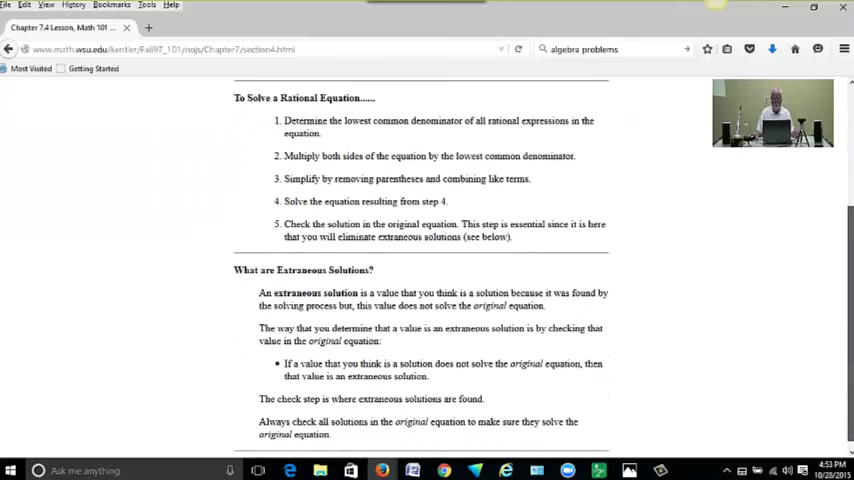 File Edit View History Bookmarks Tools Help
Chapter 7.4 Lesson, Math 101 ...
www.math.wsu.edu/kentler/Fall97_101/nojs/Chapter7/section4.html
algebra problems
Most Visited Getting Started
To Solve a Rational Equation......
1. Determine the lowest common denominator of all rational expressions in the
equation.
2. Multiply both sides of the equation by the lowest common denominator.
3. Simplify by removing parentheses and combining like terms.
4. Solve the equation resulting from step 4.
5. Check the solution in the original equation. This step is essential since it is here
that you will eliminate extraneous solutions (see below).
What are Extraneous Solutions?
An extraneous solution is a value that you think is a solution because it was found by
the solving process but, this value does not solve the original equation.
The way that you determine that a value is an extraneous solution is by checking that
value in the original equation:
• If a value that you think is a solution does not solve the original equation, then
that value is an extraneous solution.
The check step is where extraneous solutions are found.
Always check all solutions in the original equation to make sure they solve the
original equation.
Ask me anything
4:53 PM
10/28/2015